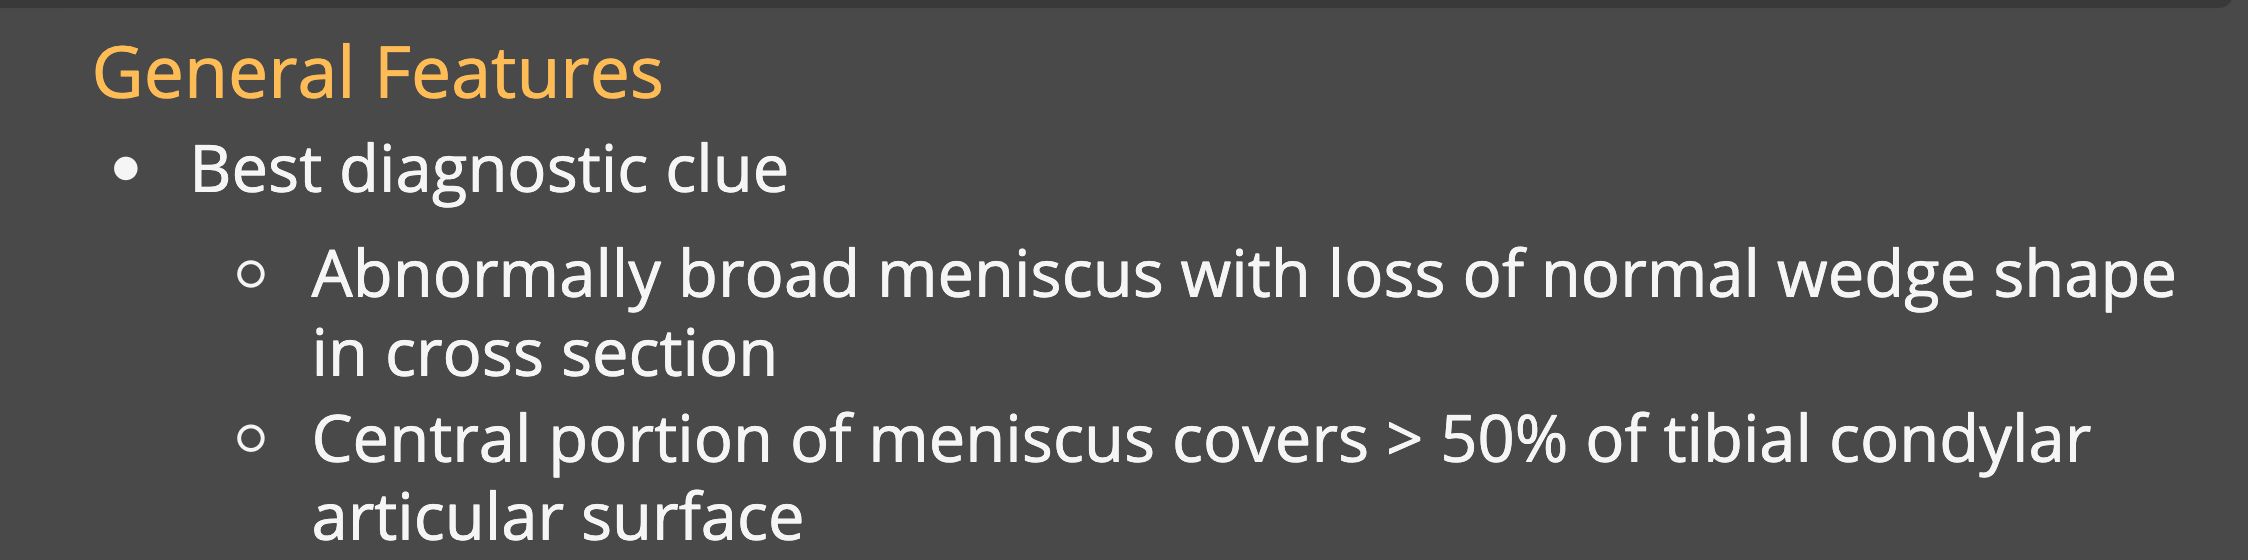 General Features
• Best diagnostic clue
○ Abnormally broad meniscus with loss of normal wedge shape
in cross section
○ Central portion of meniscus covers > 50% of tibial condylar
articular surface